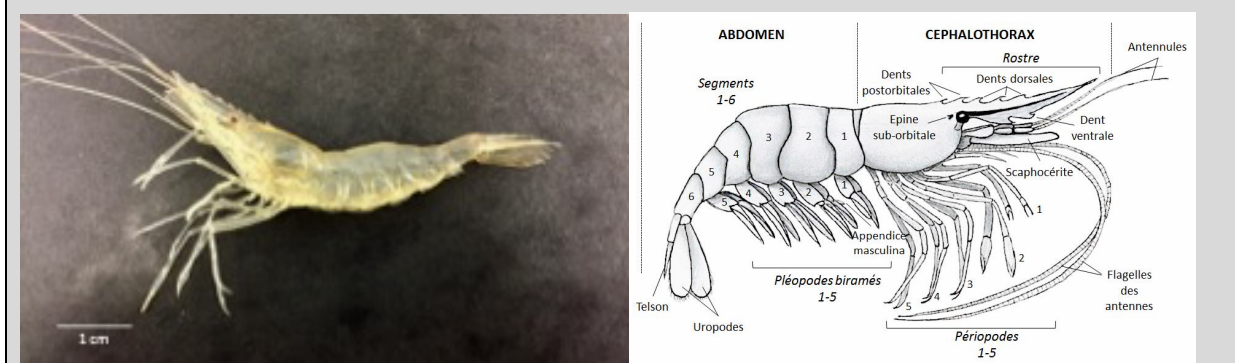 1 cm
ABDOMEN
CEPHALOTHORAX
Rostre
Antennules
Dents
postorbitales
Dents dorsales
Segments
1-6
Epine
sub-orbitale
Dent
ventrale
Scaphocérite
1
2
3
4
5
6
1
2
3
4
5
Appendice
masculina
1
2
3
4
5
Pléopodes biramés
1-5
Flagelles
des
antennes
Telson
Uropodes
Périopodes
1-5